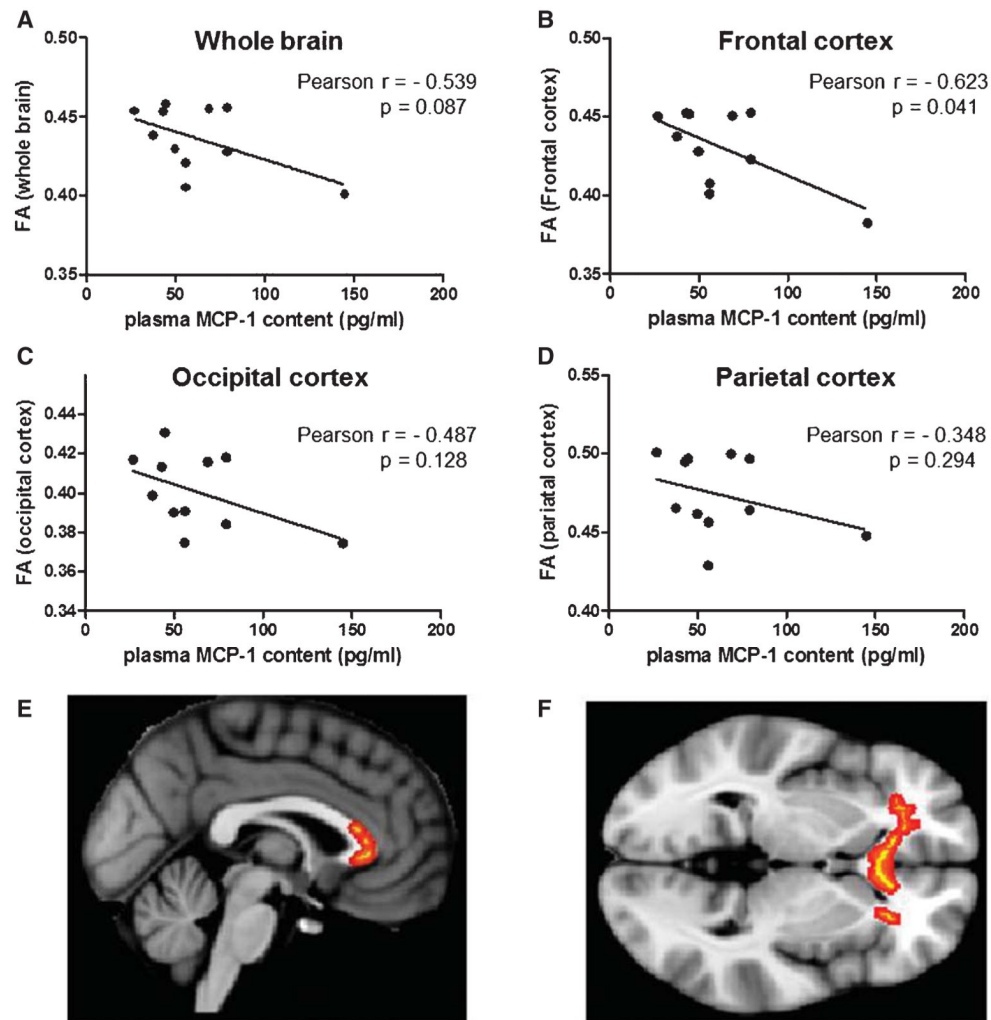 A
Whole brain
0.50
0.45
0.40
0.35
FA (whole brain)
Pearson r = - 0.539
p = 0.087
0 50 100 150 200
plasma MCP-1 content (pg/ml)
B
Frontal cortex
0.50
0.45
0.40
0.35
FA (Frontal cortex)
Pearson r = - 0.623
p = 0.041
0 50 100 150 200
plasma MCP-1 content (pg/ml)
C
Occipital cortex
0.44
0.42
0.40
0.38
0.36
0.34
FA (occipital cortex)
Pearson r = - 0.487
p = 0.128
0 50 100 150 200
plasma MCP-1 content (pg/ml)
D
Parietal cortex
0.55
0.50
0.45
0.40
FA (pariatal cortex)
Pearson r = - 0.348
p = 0.294
0 50 100 150 200
plasma MCP-1 content (pg/ml)
E
F